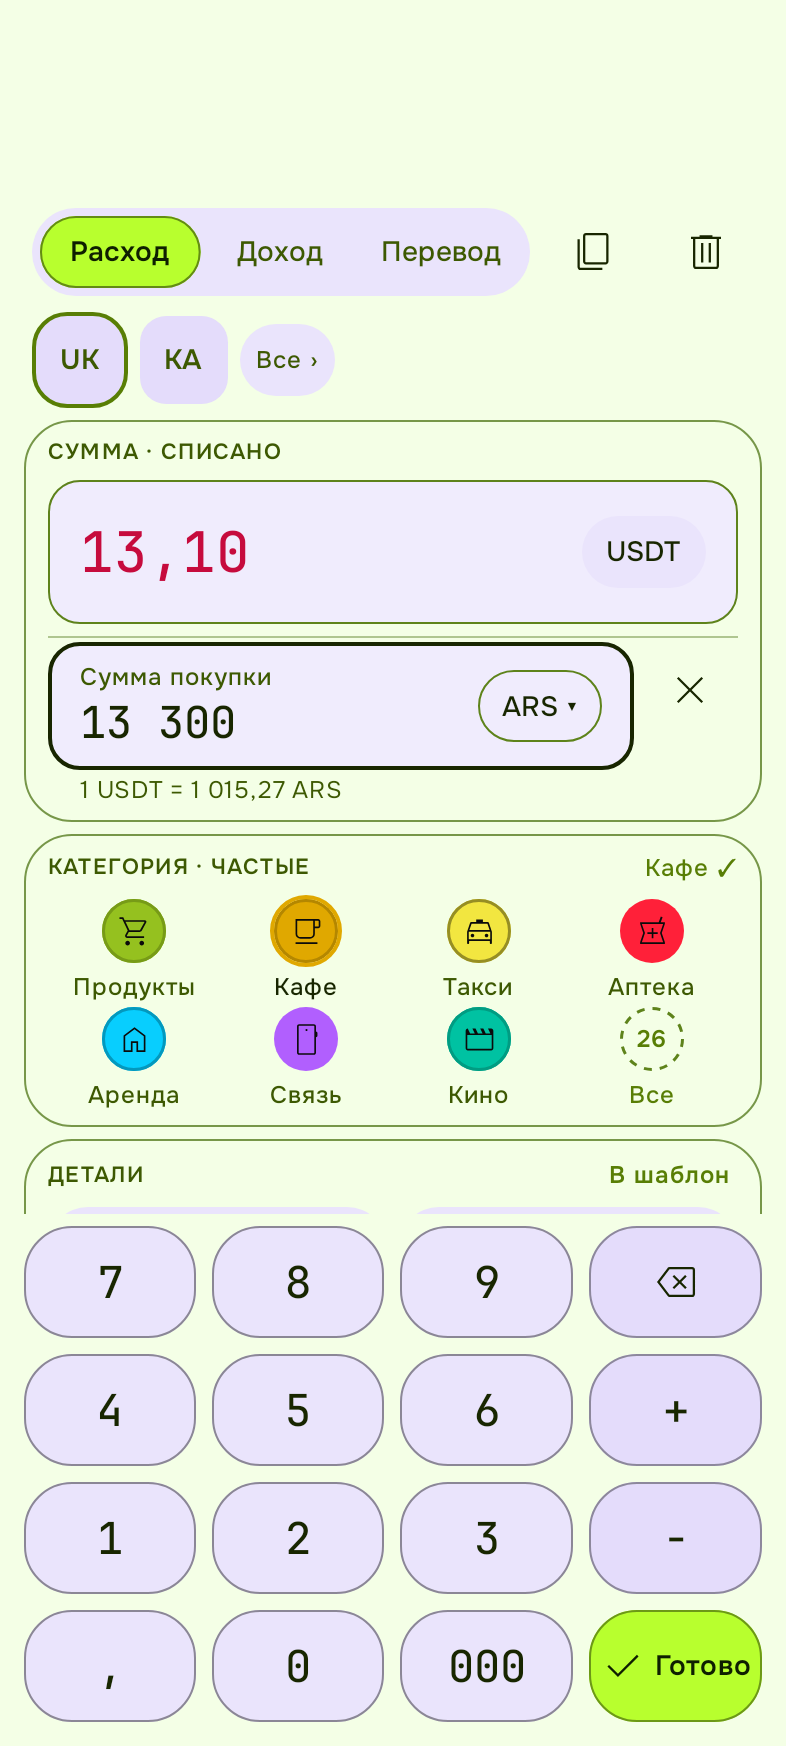 Расход Доход Перевод
UK KA Все ›
СУММА · СПИСАНО
13,10 USDT
Сумма покупки
13 300 ARS ▾
1 USDT = 1 015,27 ARS
КАТЕГОРИЯ · ЧАСТЫЕ Кафе ✓
Продукты Кафе Такси Аптека
26
Аренда Связь Кино Все
ДЕТАЛИ В шаблон
7 8 9
4 5 6 +
1 2 3 -
, 0 000 Готово